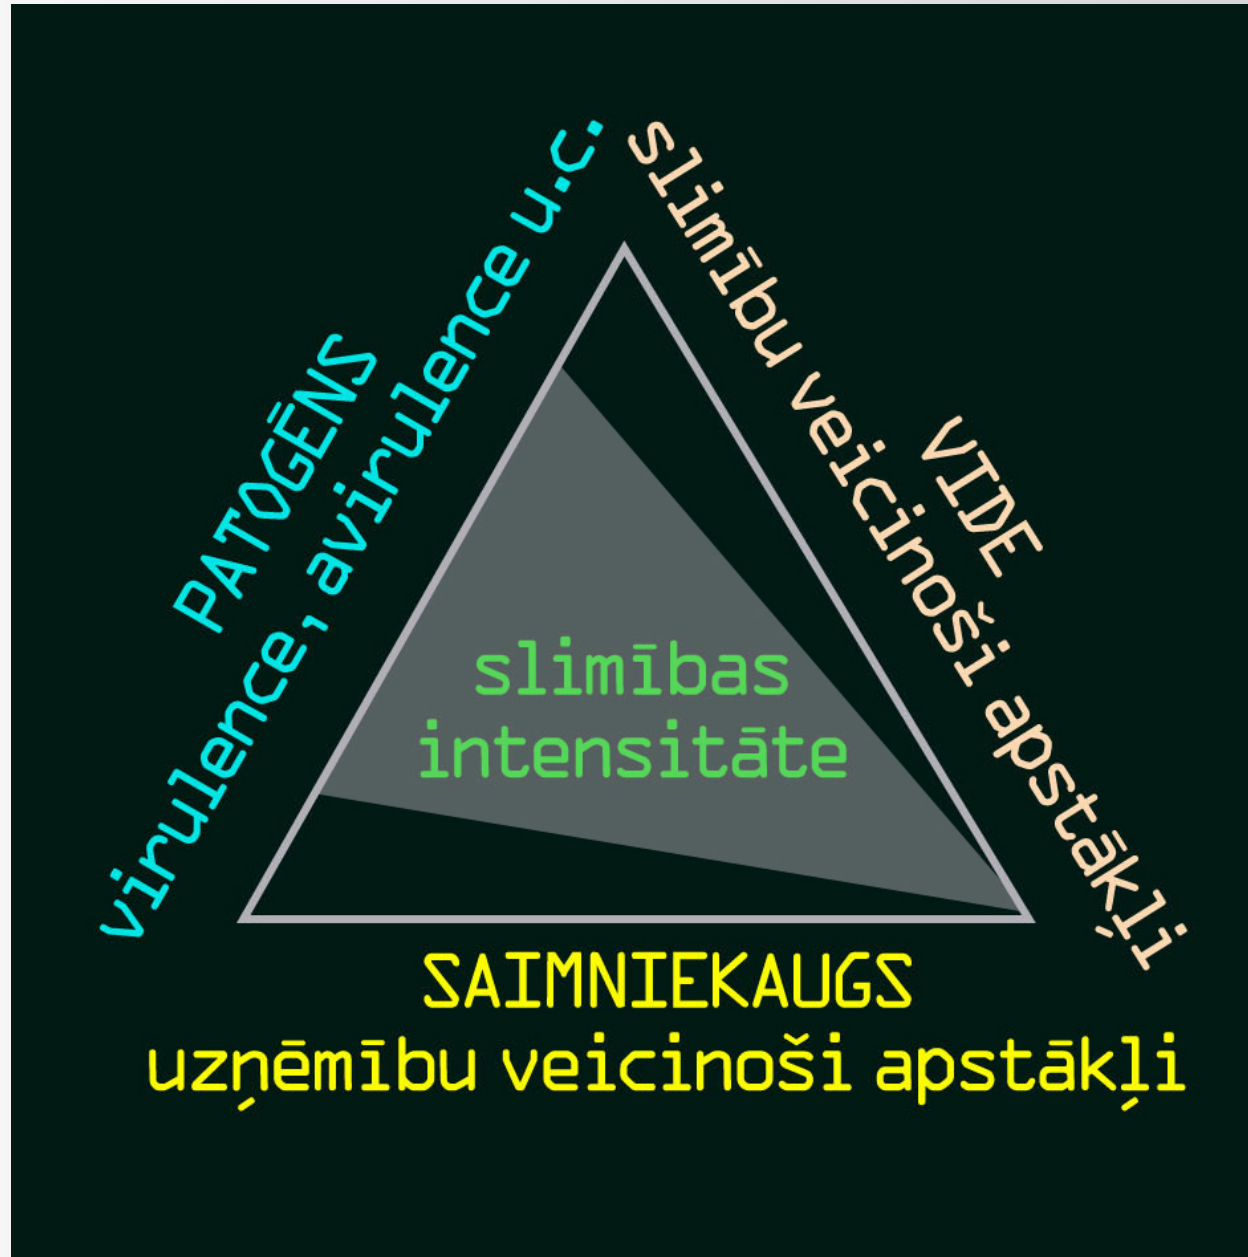 PATOGĒNS
virulence, avirulence u.c.
VIDE
slimību veicinoši apstākļi
slimības
intensitāte
SAIMNIEKAUGS
uzņēmību veicinoši apstākļi